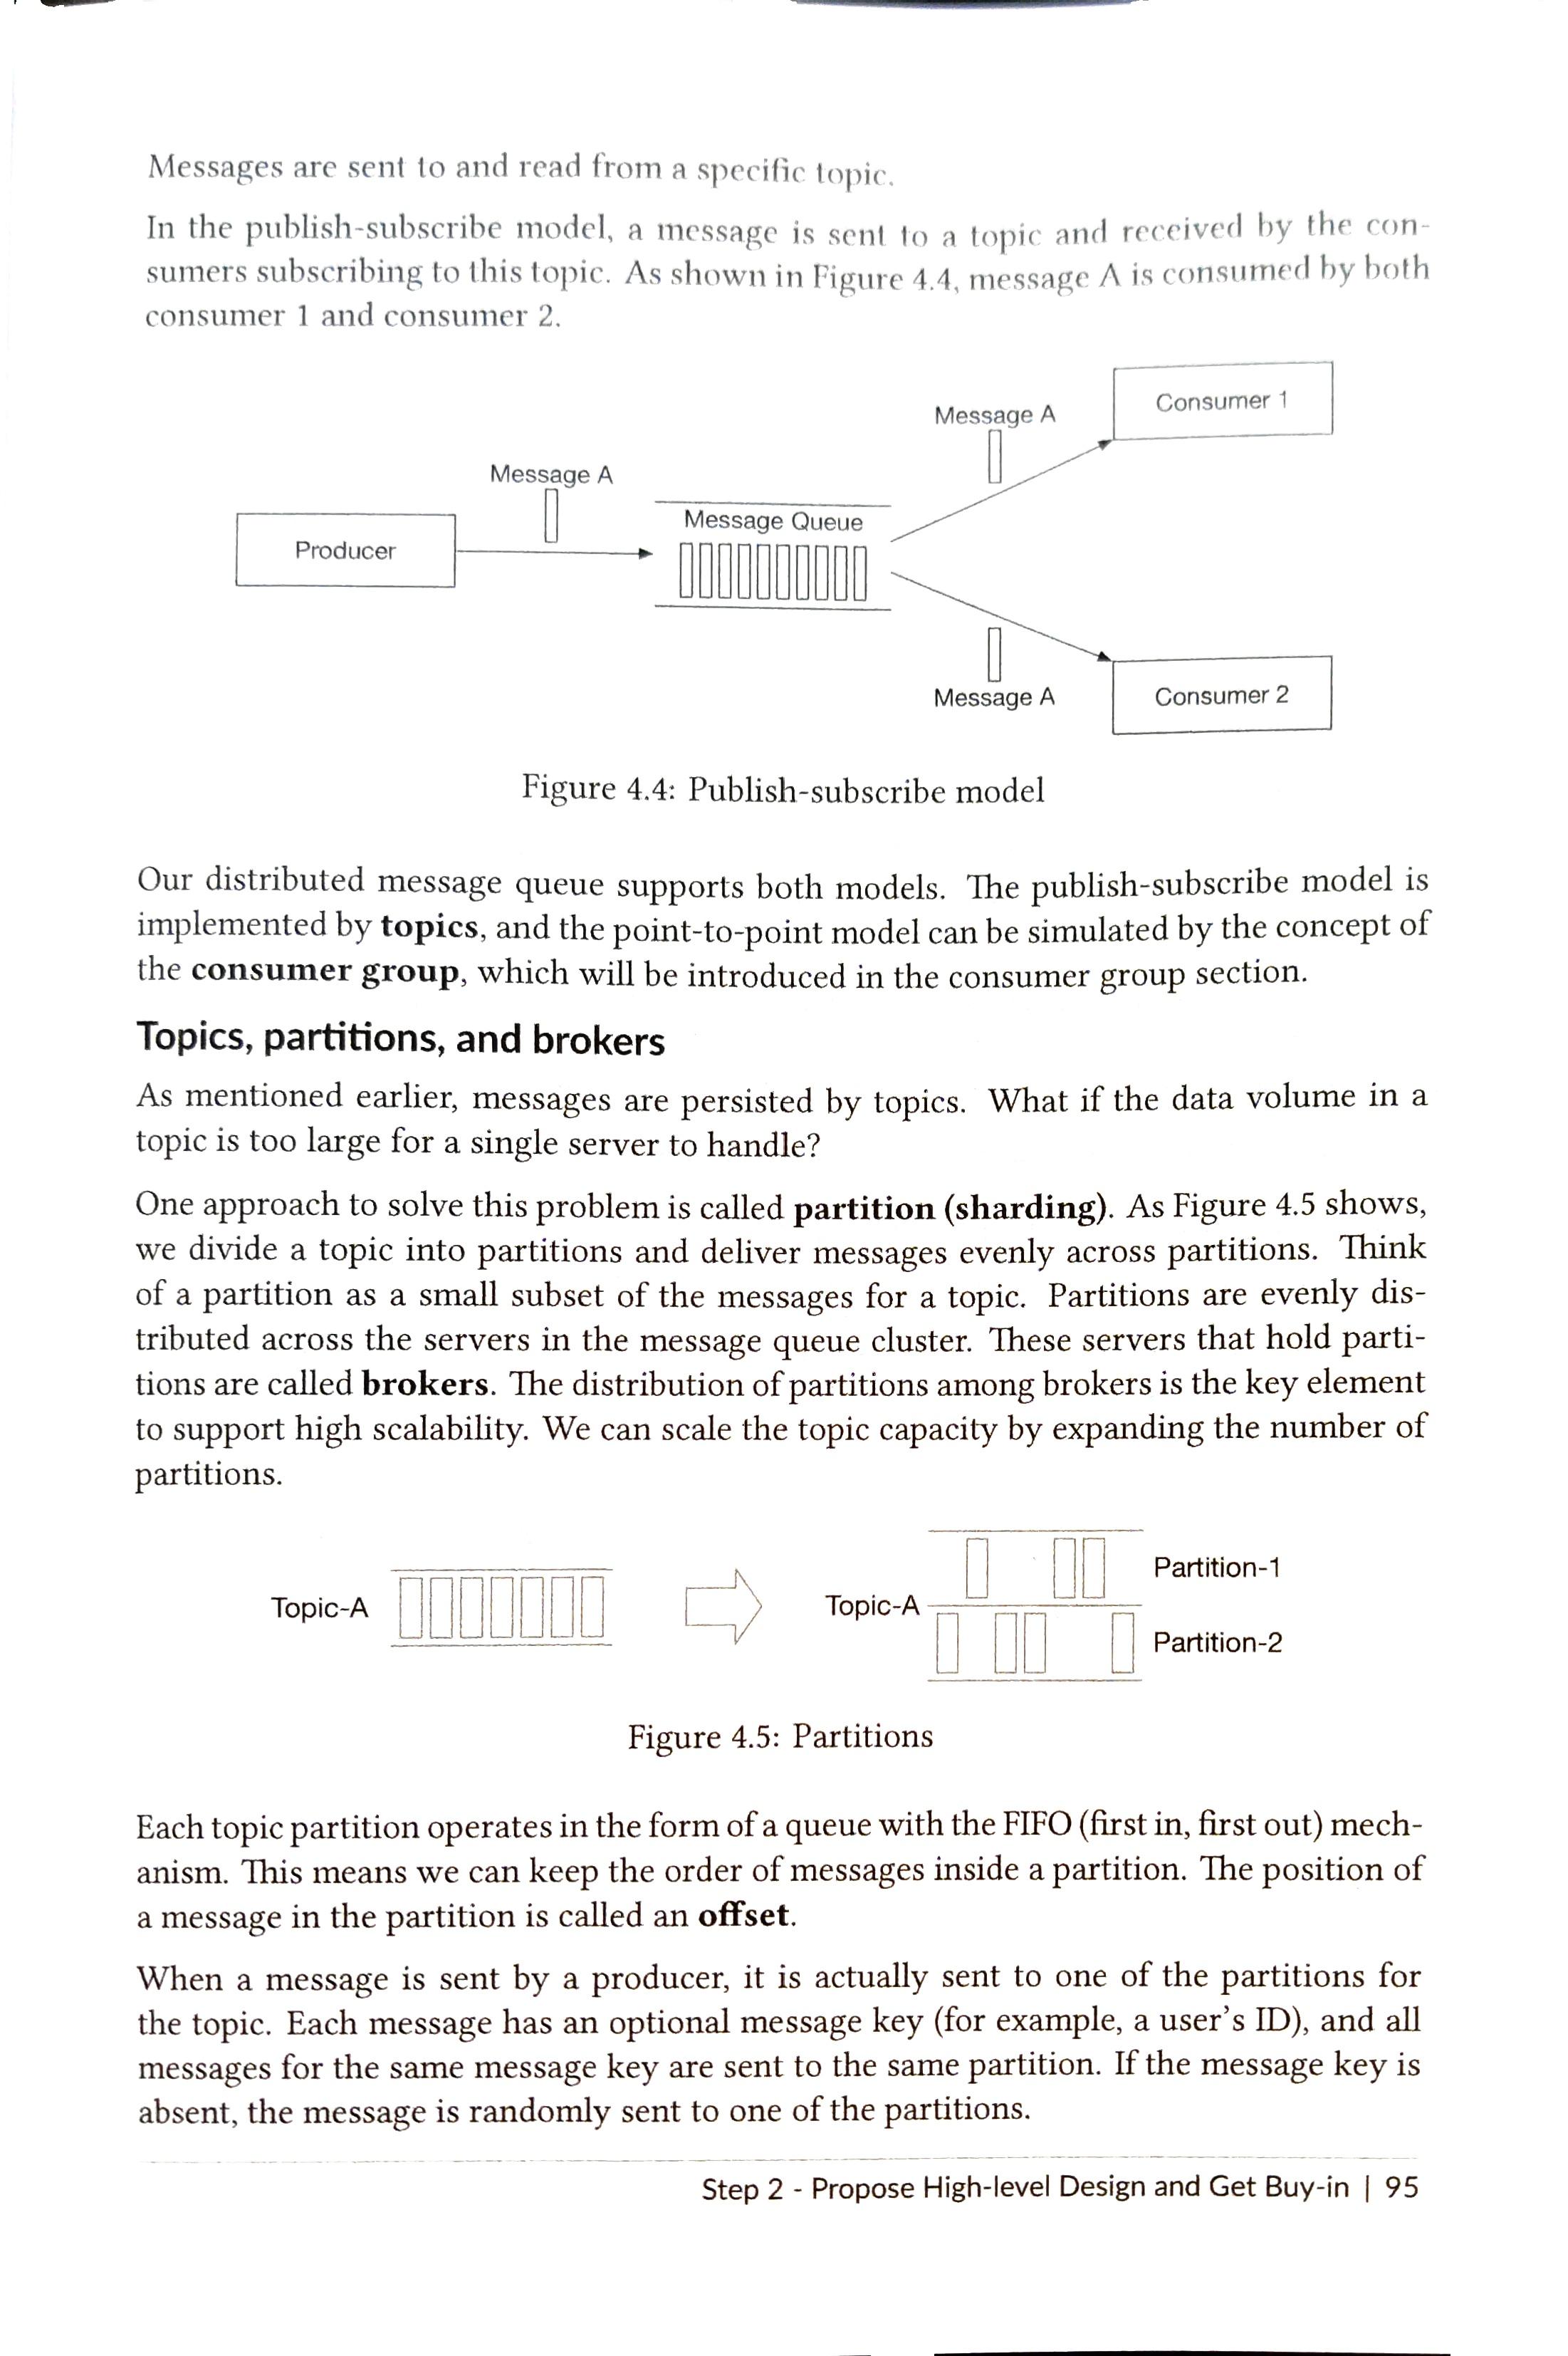 Messages are sent to and read from a specific topic.
In the publish-subscribe model, a message is sent to a topic and received by the con-
sumers subscribing to this topic. As shown in Figure 4.4, message A is consumed by both
consumer 1 and consumer 2.
Message A
Consumer 1
Message A
Message Queue
Producer
Message A
Consumer 2
Figure 4.4: Publish-subscribe model
Our distributed message queue supports both models. The publish-subscribe model is
implemented by topics, and the point-to-point model can be simulated by the concept of
the consumer group, which will be introduced in the consumer group section.
Topics, partitions, and brokers
As mentioned earlier, messages are persisted by topics. What if the data volume in a
topic is too large for a single server to handle?
One approach to solve this problem is called partition (sharding). As Figure 4.5 shows,
we divide a topic into partitions and deliver messages evenly across partitions. Think
of a partition as a small subset of the messages for a topic. Partitions are evenly dis-
tributed across the servers in the message queue cluster. These servers that hold parti-
tions are called brokers. The distribution of partitions among brokers is the key element
to support high scalability. We can scale the topic capacity by expanding the number of
partitions.
Topic-A
Topic-A
Partition-1
Partition-2
Figure 4.5: Partitions
Each topic partition operates in the form of a queue with the FIFO (first in, first out) mech-
anism. This means we can keep the order of messages inside a partition. The position of
a message in the partition is called an offset.
When a message is sent by a producer, it is actually sent to one of the partitions for
the topic. Each message has an optional message key (for example, a user's ID), and all
messages for the same message key are sent to the same partition. If the message key is
absent, the message is randomly sent to one of the partitions.
Step 2 - Propose High-level Design and Get Buy-in | 95